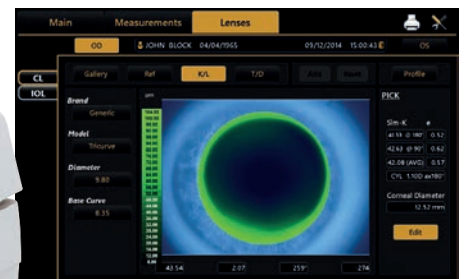 Main Measurements Lenses
OD JOHN BLOCK 04/04/1965 09/12/2014 15:00:43 OS
Gallery Ref K/L T/D Profile
CL
IOL
Brand
Generic
Model
Tricurve
Diameter
9.80
Base Curve
8.35
µm
PICK
Sim-K e
41.53 @ 180° 0.52
42.63 @ 90° 0.62
42.08 (AVG) 0.57
CYL 1.10D ax180°
Corneal Diameter
12.52 mm
Edit
43.54 2.07 259° 274